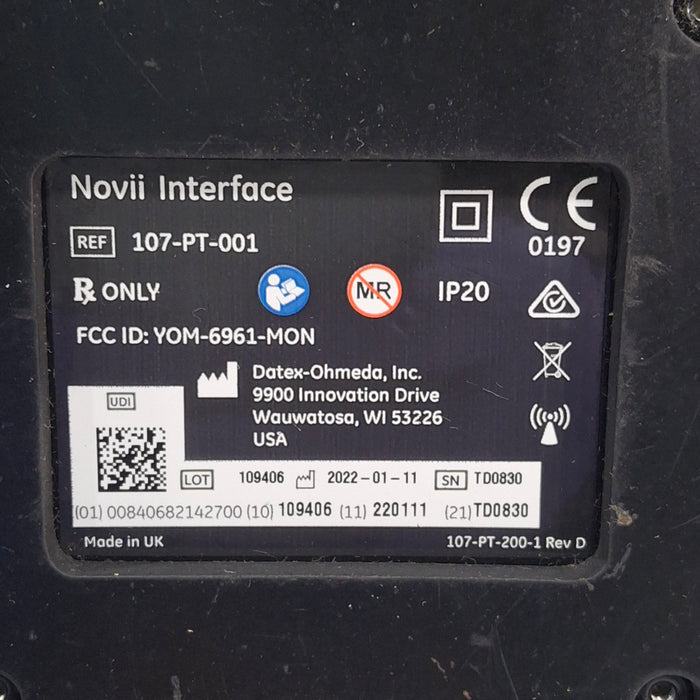 Novii Interface
CE
0197
REF 107-PT-001
Rx ONLY
MR
IP20
FCC ID: YOM-6961-MON
Datex-Ohmeda, Inc.
9900 Innovation Drive
Wauwatosa, WI 53226
USA
UDI
LOT 109406 2022-01-11 SN TD0830
(01) 00840682142700 (10) 109406 (11) 220111 (21) TD0830
Made in UK
107-PT-200-1 Rev D